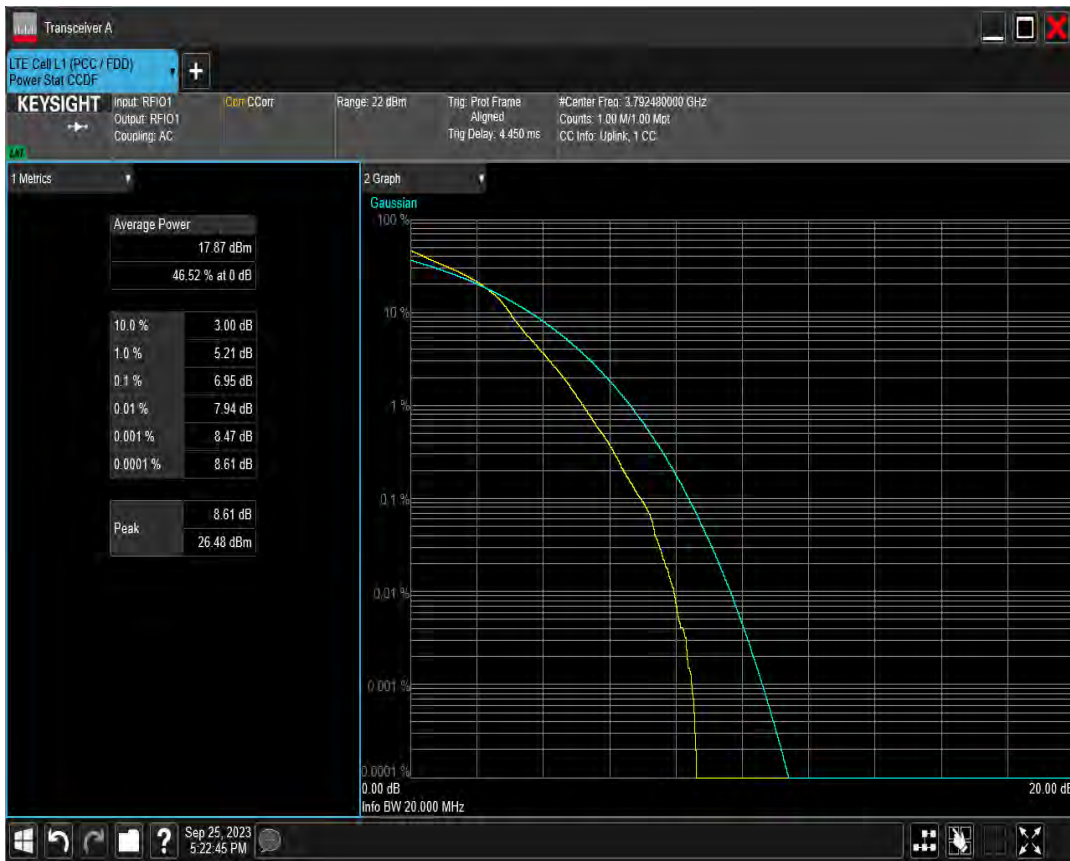 Transceiver A
LTE Cell L1 (PCC / FDD)
Power Stat CCDF
KEYSIGHT
Input: RFIO1
Output: RFIO1
Coupling: AC
Corr CCorr
Range: 22 dBm
Trig: Prot Frame
Aligned
Trig Delay: 4.450 ms
#Center Freq: 3.792480000 GHz
Counts: 1.00 M/1.00 Mpt
CC Info: Uplink, 1 CC
LXI
1 Metrics
Average Power
17.87 dBm
46.52 % at 0 dB
10.0 % 3.00 dB
1.0 % 5.21 dB
0.1 % 6.95 dB
0.01 % 7.94 dB
0.001 % 8.47 dB
0.0001 % 8.61 dB
Peak
8.61 dB
26.48 dBm
2 Graph
Gaussian
100 %
10 %
1 %
0.1 %
0.01 %
0.001 %
0.0001 %
0.00 dB
20.00 dB
Info BW 20.000 MHz
?
Sep 25, 2023
5:22:45 PM